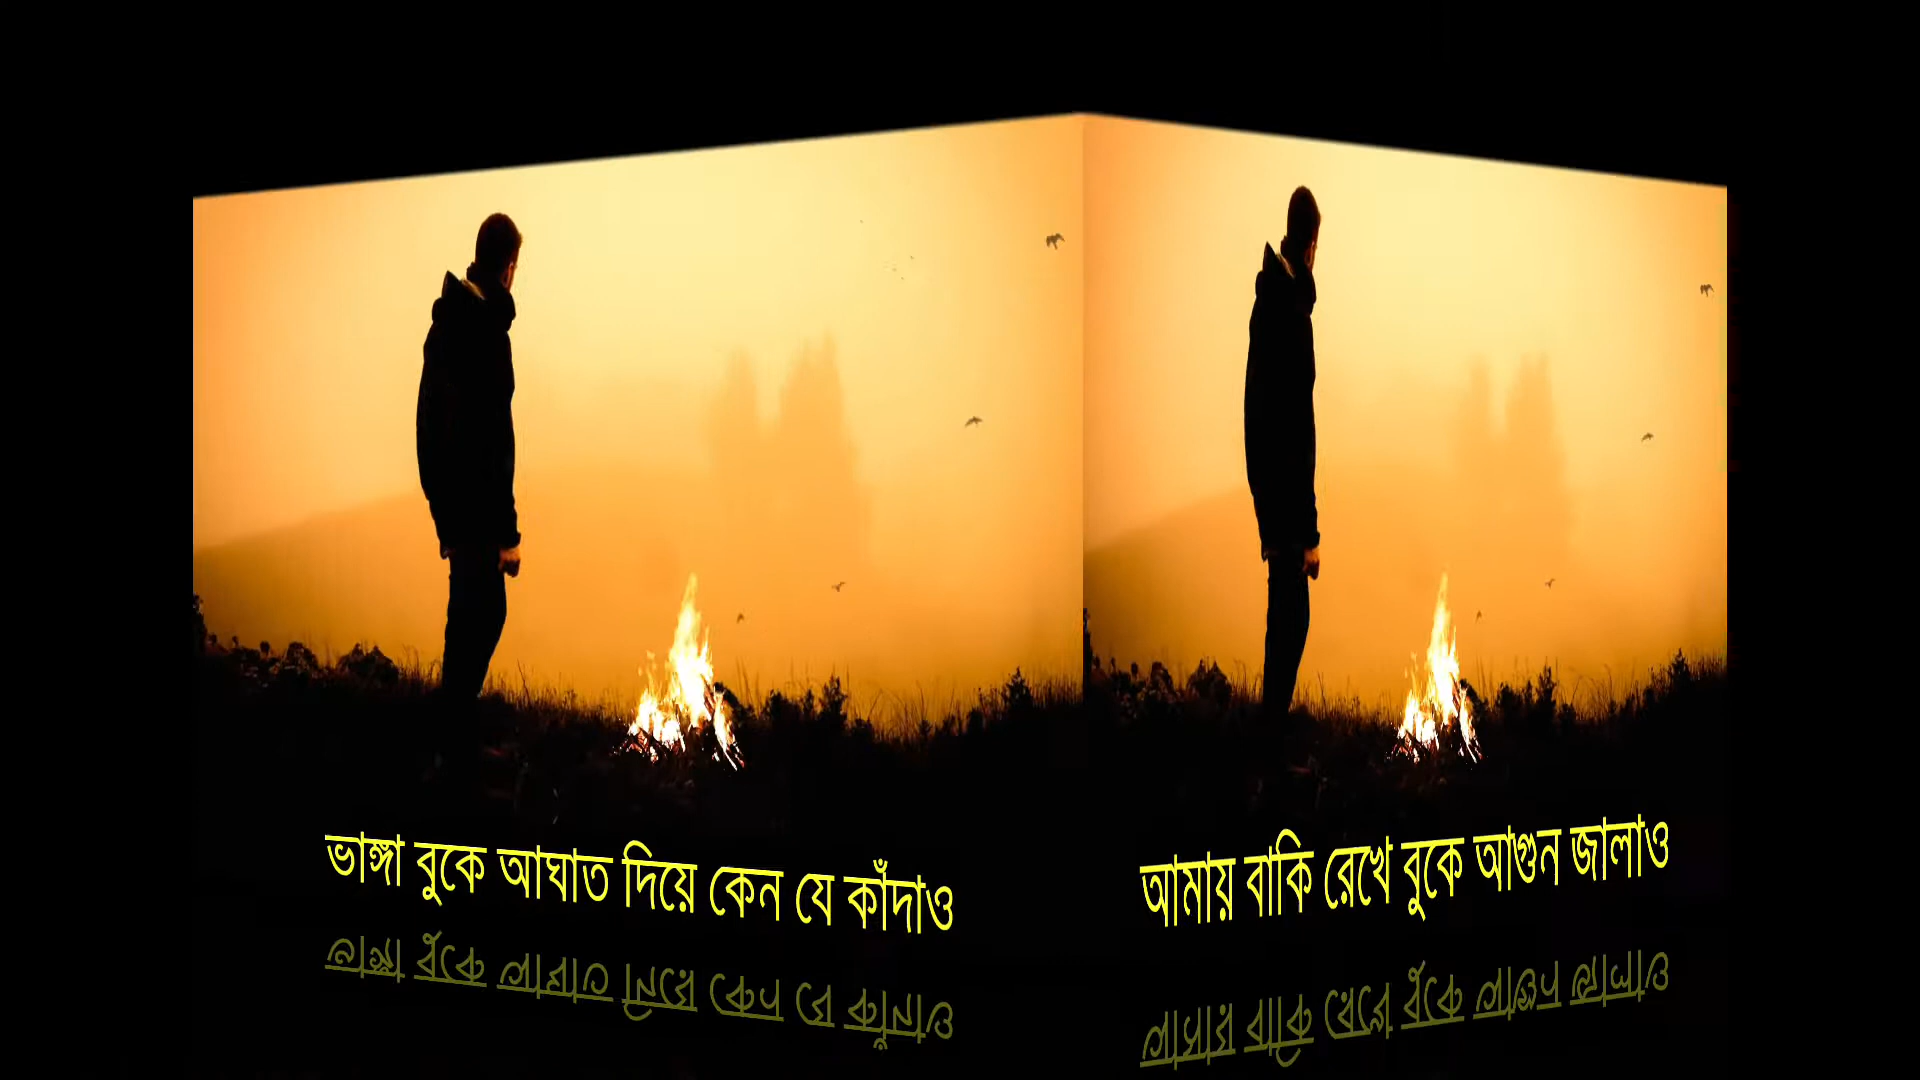 ভাঙ্গা বুকে আঘাত দিয়ে কেন যে কাঁদাও
আমায় বাকি রেখে বুকে আগুন জালাও